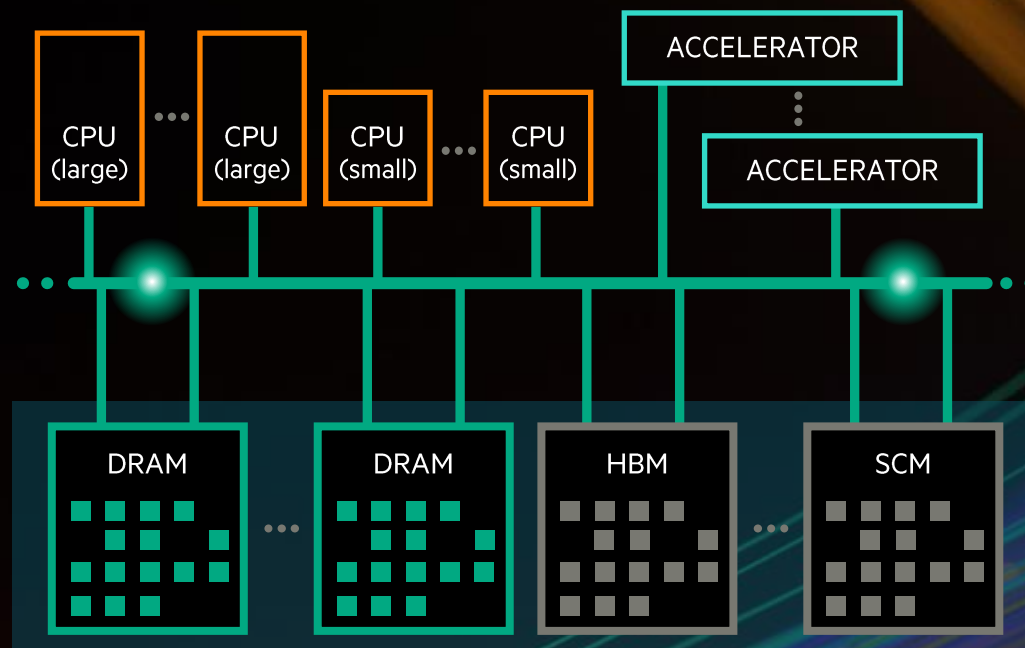 ACCELERATOR
CPU
(large)
CPU
(large)
CPU
(small)
CPU
(small)
ACCELERATOR
DRAM
DRAM
HBM
SCM